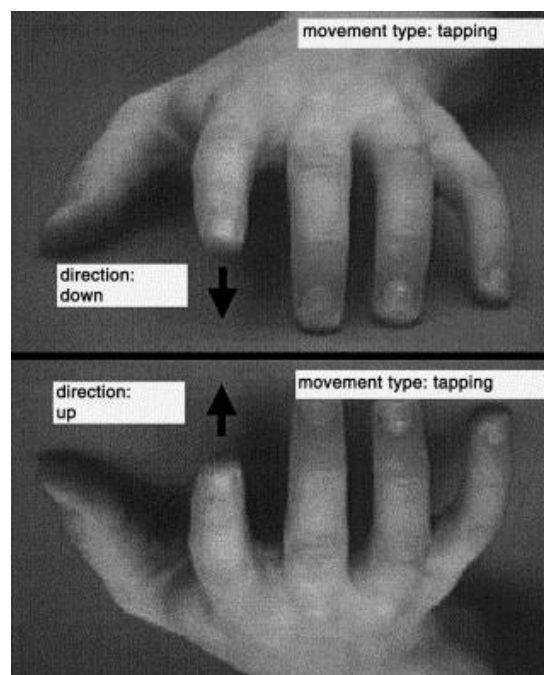 movement type: tapping
direction:
down
direction:
up
movement type: tapping